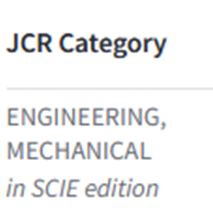 JCR Category
ENGINEERING,
MECHANICAL
in SCIE edition